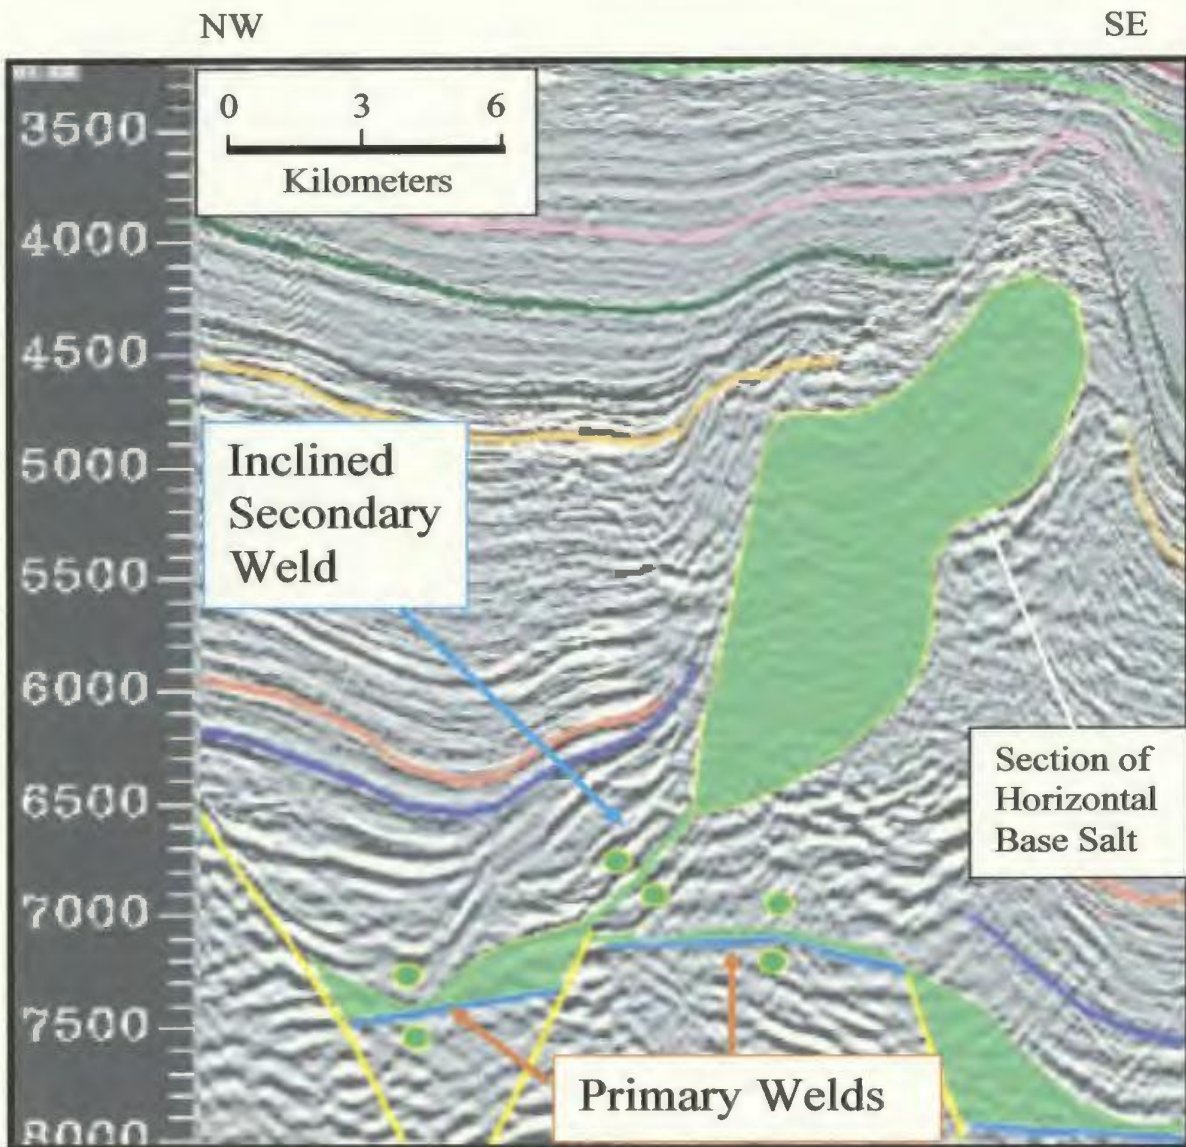 NW
SE
0 3 6
Kilometers
3500
4000
4500
5000
5500
6000
6500
7000
7500
8000
Inclined
Secondary
Weld
Section of
Horizontal
Base Salt
Primary Welds